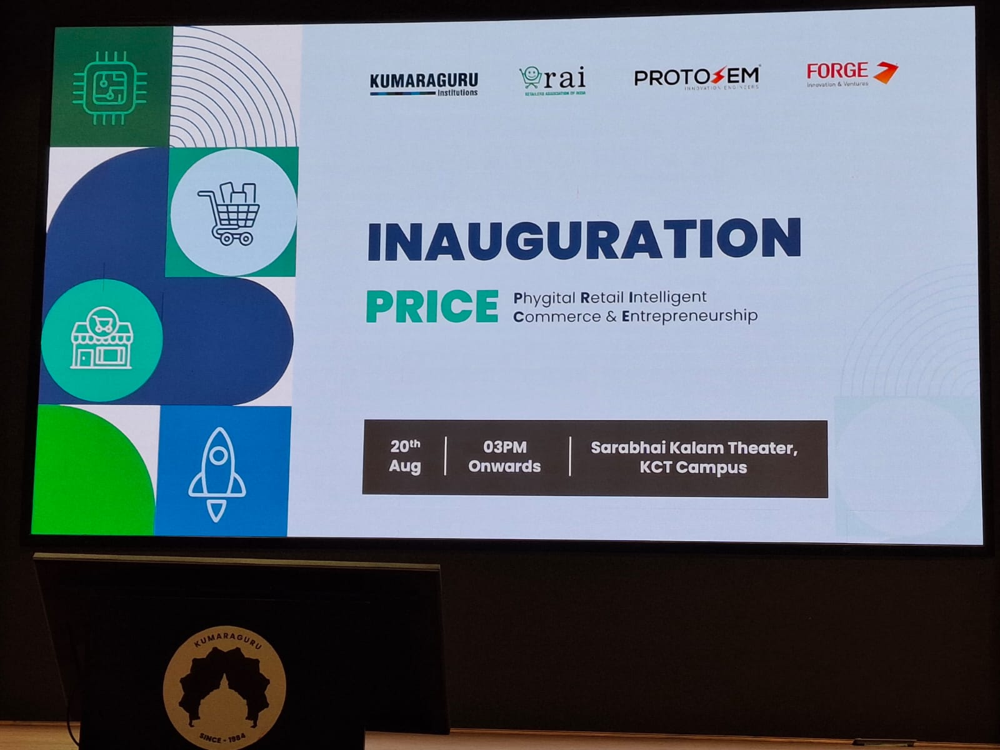 KUMARAGURU
Institutions
rai
RETAILERS ASSOCIATION OF INDIA
PROTOSEM
INNOVATION ENGINEERS
FORGE
Innovation & Ventures
INAUGURATION
PRICE
Phygital Retail Intelligent
Commerce & Entrepreneurship
20th
Aug
03PM
Onwards
Sarabhai Kalam Theater,
KCT Campus
KUMARAGURU
SINCE - 1984